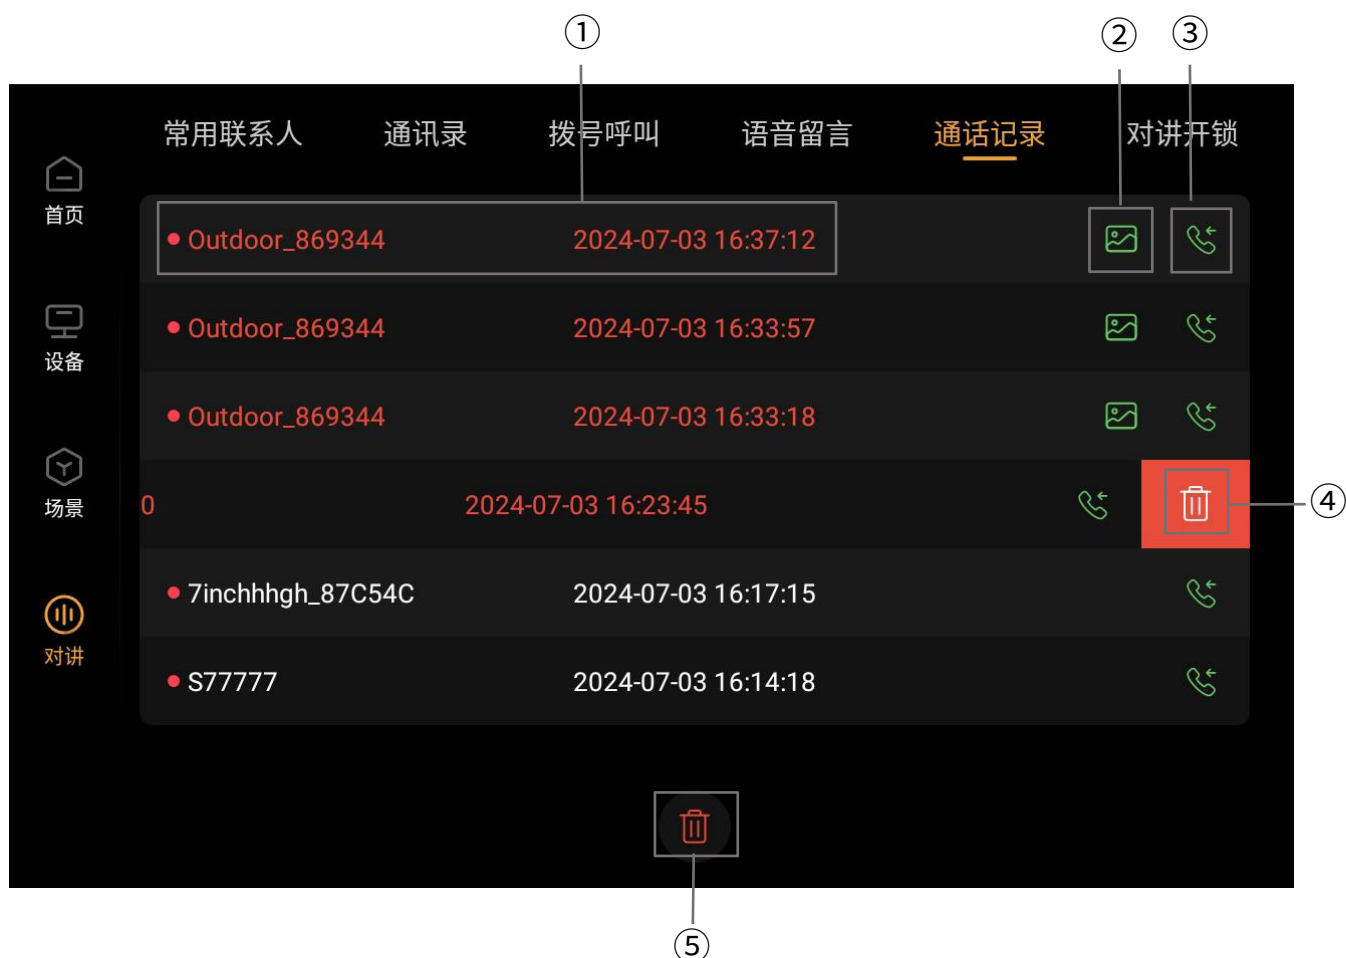 ① ② ③
常用联系人 通讯录 拨号呼叫 语音留言 通话记录 对讲开锁
首页
Outdoor_869344 2024-07-03 16:37:12
Outdoor_869344 2024-07-03 16:33:57
设备
Outdoor_869344 2024-07-03 16:33:18
场景
0 2024-07-03 16:23:45
④
7inchhhgh_87C54C 2024-07-03 16:17:15
对讲
S77777 2024-07-03 16:14:18
⑤